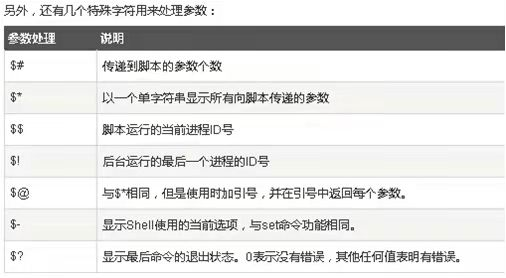 另外，还有几个特殊字符用来处理参数：
参数处理 说明
$# 传递到脚本的参数个数
$* 以一个单字符串显示所有向脚本传递的参数
$$ 脚本运行的当前进程ID号
$! 后台运行的最后一个进程的ID号
$@ 与$*相同，但是使用时加引号，并在引号中返回每个参数。
$- 显示Shell使用的当前选项，与set命令功能相同。
$? 显示最后命令的退出状态。0表示没有错误，其他任何值表明有错误。